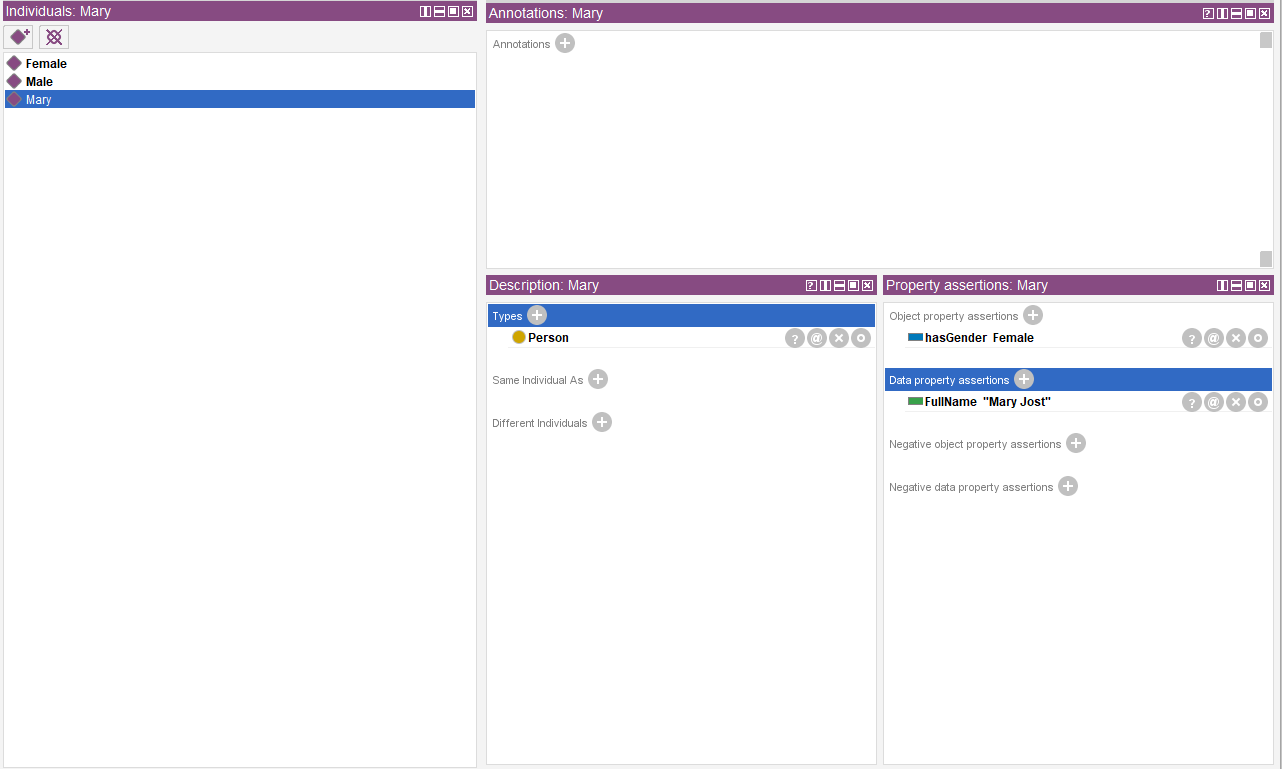 Individuals: Mary
Female
Male
Mary
Annotations: Mary
Annotations
Description: Mary
Types
Person
Same Individual As
Different Individuals
Property assertions: Mary
Object property assertions
hasGender Female
Data property assertions
FullName "Mary Jost"
Negative object property assertions
Negative data property assertions